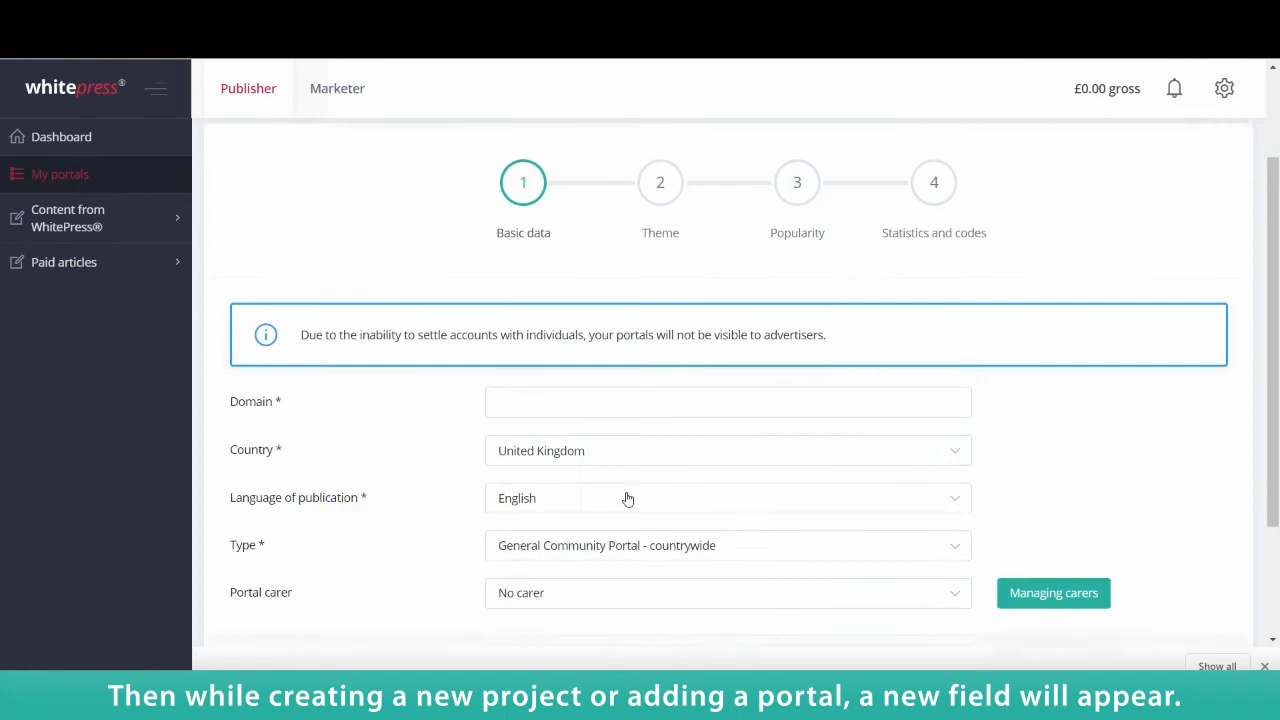 whitepress®
Publisher
Marketer
£0.00 gross
Dashboard
My portals
Content from
WhitePress®
Paid articles
1
2
3
4
Basic data
Theme
Popularity
Statistics and codes
Due to the inability to settle accounts with individuals, your portals will not be visible to advertisers.
Domain *
Country *
United Kingdom
Language of publication *
English
Type *
General Community Portal - countrywide
Portal carer
No carer
Managing carers
Show all
Then while creating a new project or adding a portal, a new field will appear.